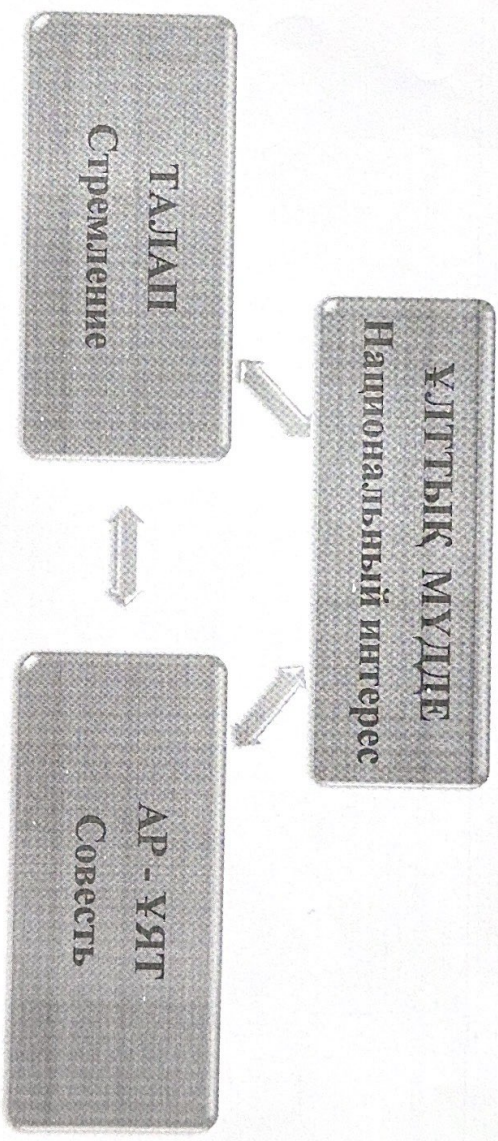 ҰЛТТЫҚ МҮДДЕ
Национальный интерес
ТАЛАП
Стремление
АР - ҰЯТ
Совесть